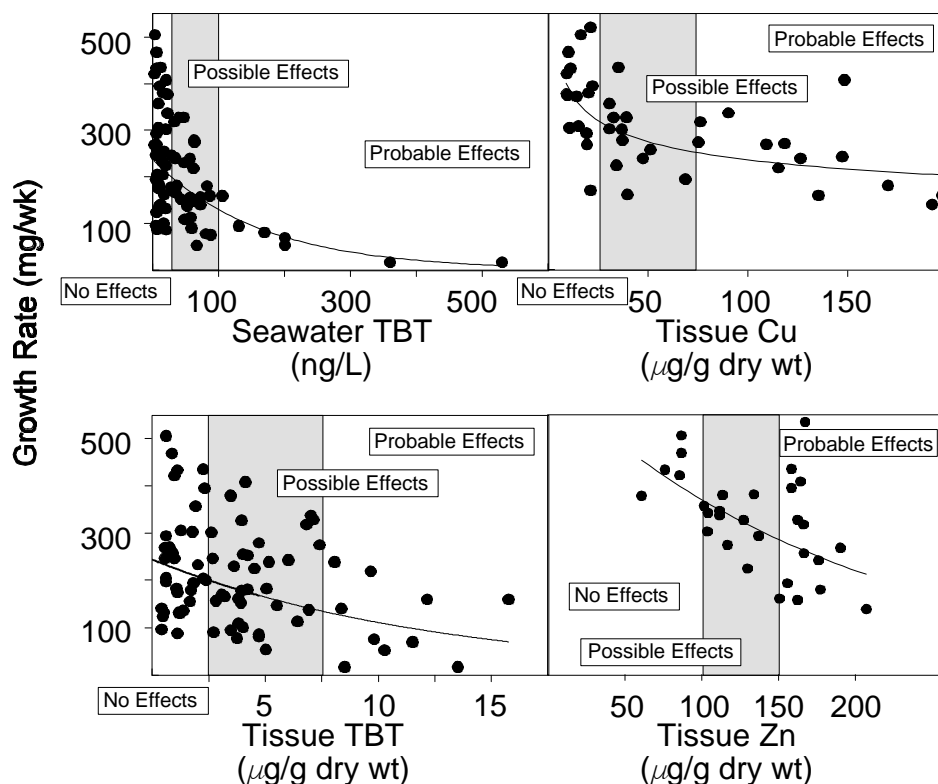 Growth Rate (mg/wk)
500
300
100
Possible Effects
Probable Effects
No Effects
100
300
500
Seawater TBT
(ng/L)
Probable Effects
Possible Effects
No Effects
50
100
150
Tissue Cu
(μg/g dry wt)
500
300
100
Probable Effects
Possible Effects
No Effects
5
10
15
Tissue TBT
(μg/g dry wt)
Probable Effects
No Effects
Possible Effects
50
100
150
200
Tissue Zn
(μg/g dry wt)